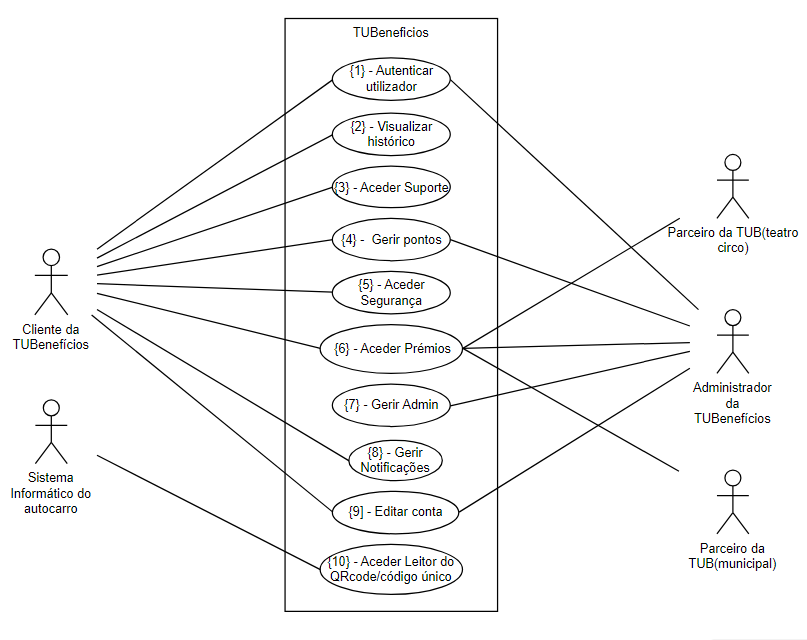 TUBeneficios
{1} - Autenticar
utilizador
{2} - Visualizar
histórico
{3} - Aceder Suporte
{4} -  Gerir pontos
{5} - Aceder
Segurança
{6} - Aceder Prémios
{7} - Gerir Admin
{8} - Gerir
Notificações
{9] - Editar conta
{10} - Aceder Leitor do
QRcode/código único
Cliente da
TUBenefícios
Sistema
Informático do
autocarro
Parceiro da TUB(teatro
circo)
Administrador
da
TUBenefícios
Parceiro da
TUB(municipal)